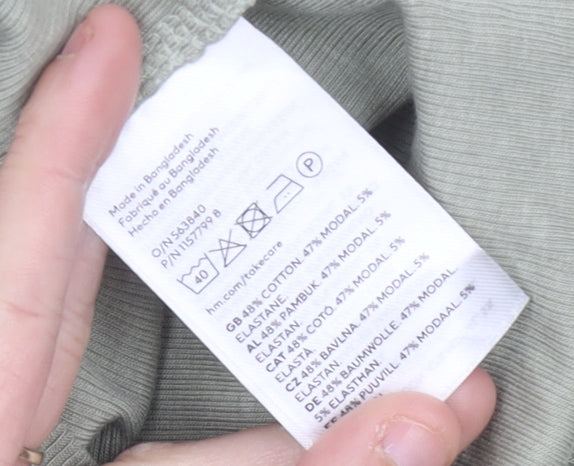 Made in Bangladesh
Fabriqué au Bangladesh
Hecho en Bangladesh
O/N 563840
P/N 1157799 B
40
P
hm.com/takecare
GB 48% COTTON. 47% MODAL. 5%
ELASTANE.
AL 48% PAMBUK. 47% MODAL. 5%
ELASTAN.
CAT 48% COTÓ. 47% MODAL. 5%
ELASTÀ.
CZ 48% BAVLNA. 47% MODAL. 5%
ELASTAN.
DE 48% BAUMWOLLE. 47% MODAL.
5% ELASTHAN.
EE 48% PUUVILL. 47% MODAAL. 5%